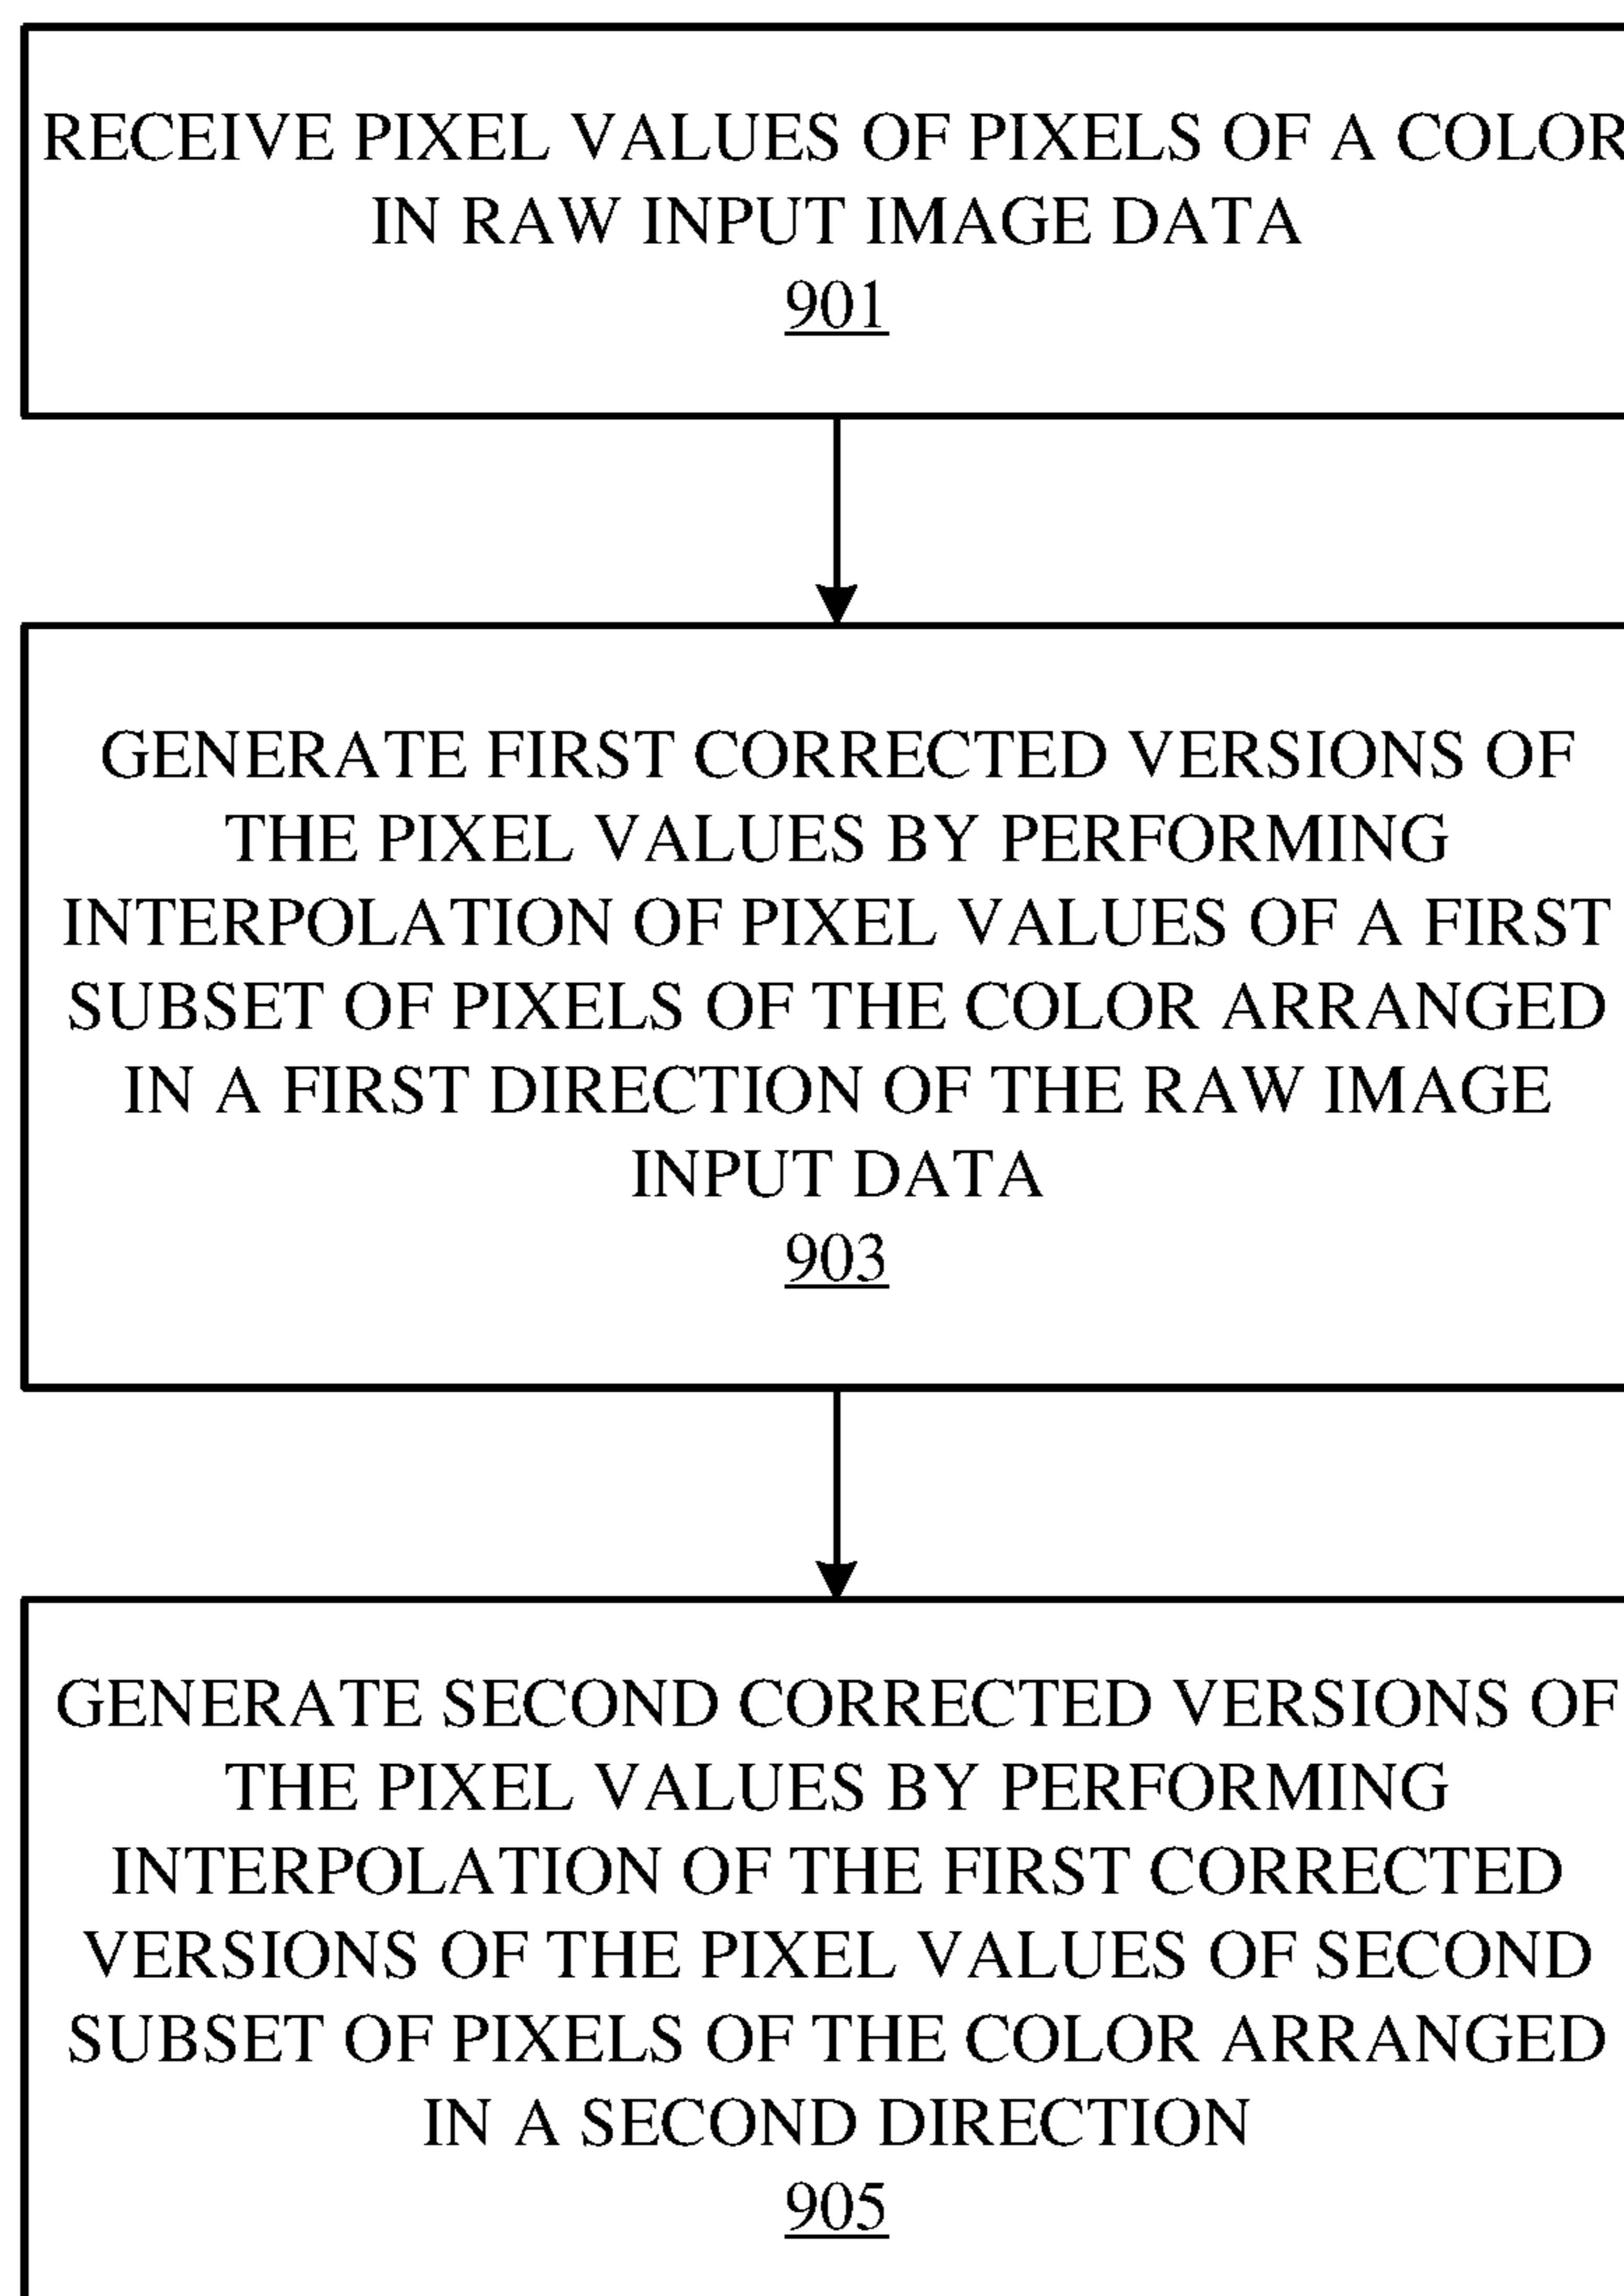 RECEIVE PIXEL VALUES OF PIXELS OF A COLOR
IN RAW INPUT IMAGE DATA
901
GENERATE FIRST CORRECTED VERSIONS OF
THE PIXEL VALUES BY PERFORMING
INTERPOLATION OF PIXEL VALUES OF A FIRST
SUBSET OF PIXELS OF THE COLOR ARRANGED
IN A FIRST DIRECTION OF THE RAW IMAGE
INPUT DATA
903
GENERATE SECOND CORRECTED VERSIONS OF
THE PIXEL VALUES BY PERFORMING
INTERPOLATION OF THE FIRST CORRECTED
VERSIONS OF THE PIXEL VALUES OF SECOND
SUBSET OF PIXELS OF THE COLOR ARRANGED
IN A SECOND DIRECTION
905